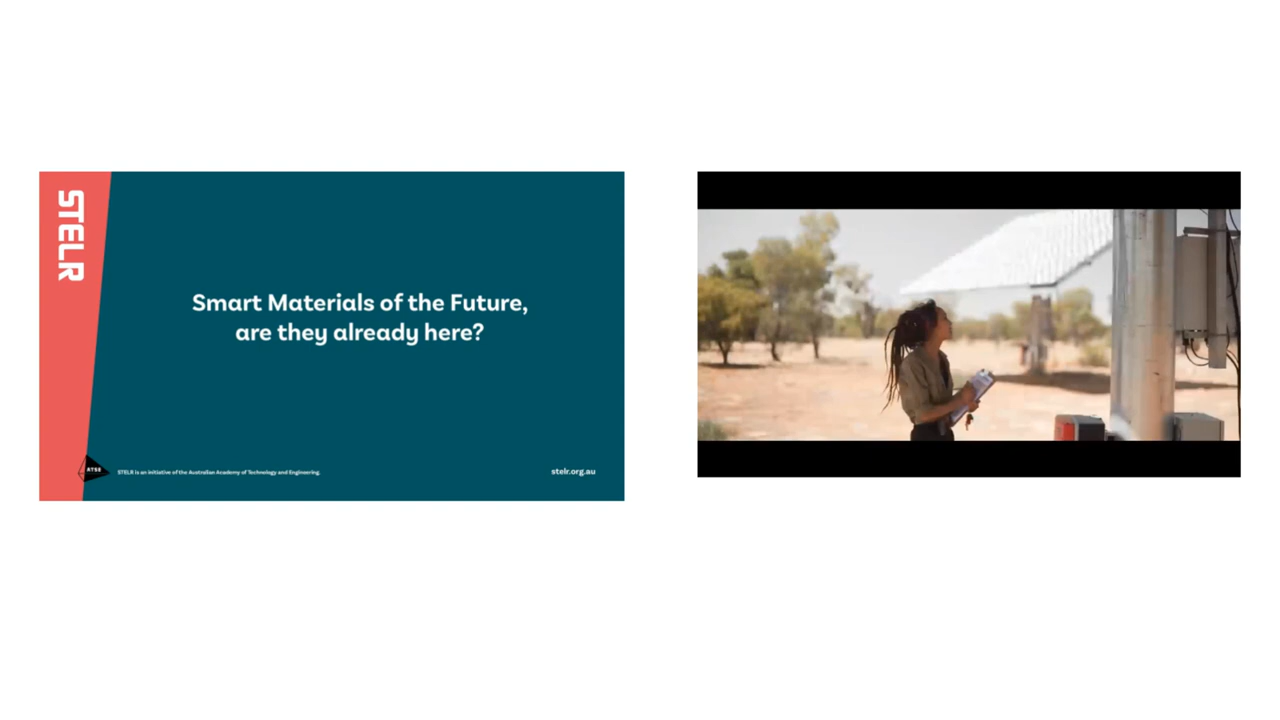 STELR
Smart Materials of the Future,
are they already here?
ATSE
STELR is an initiative of the Australian Academy of Technology and Engineering.
stelr.org.au